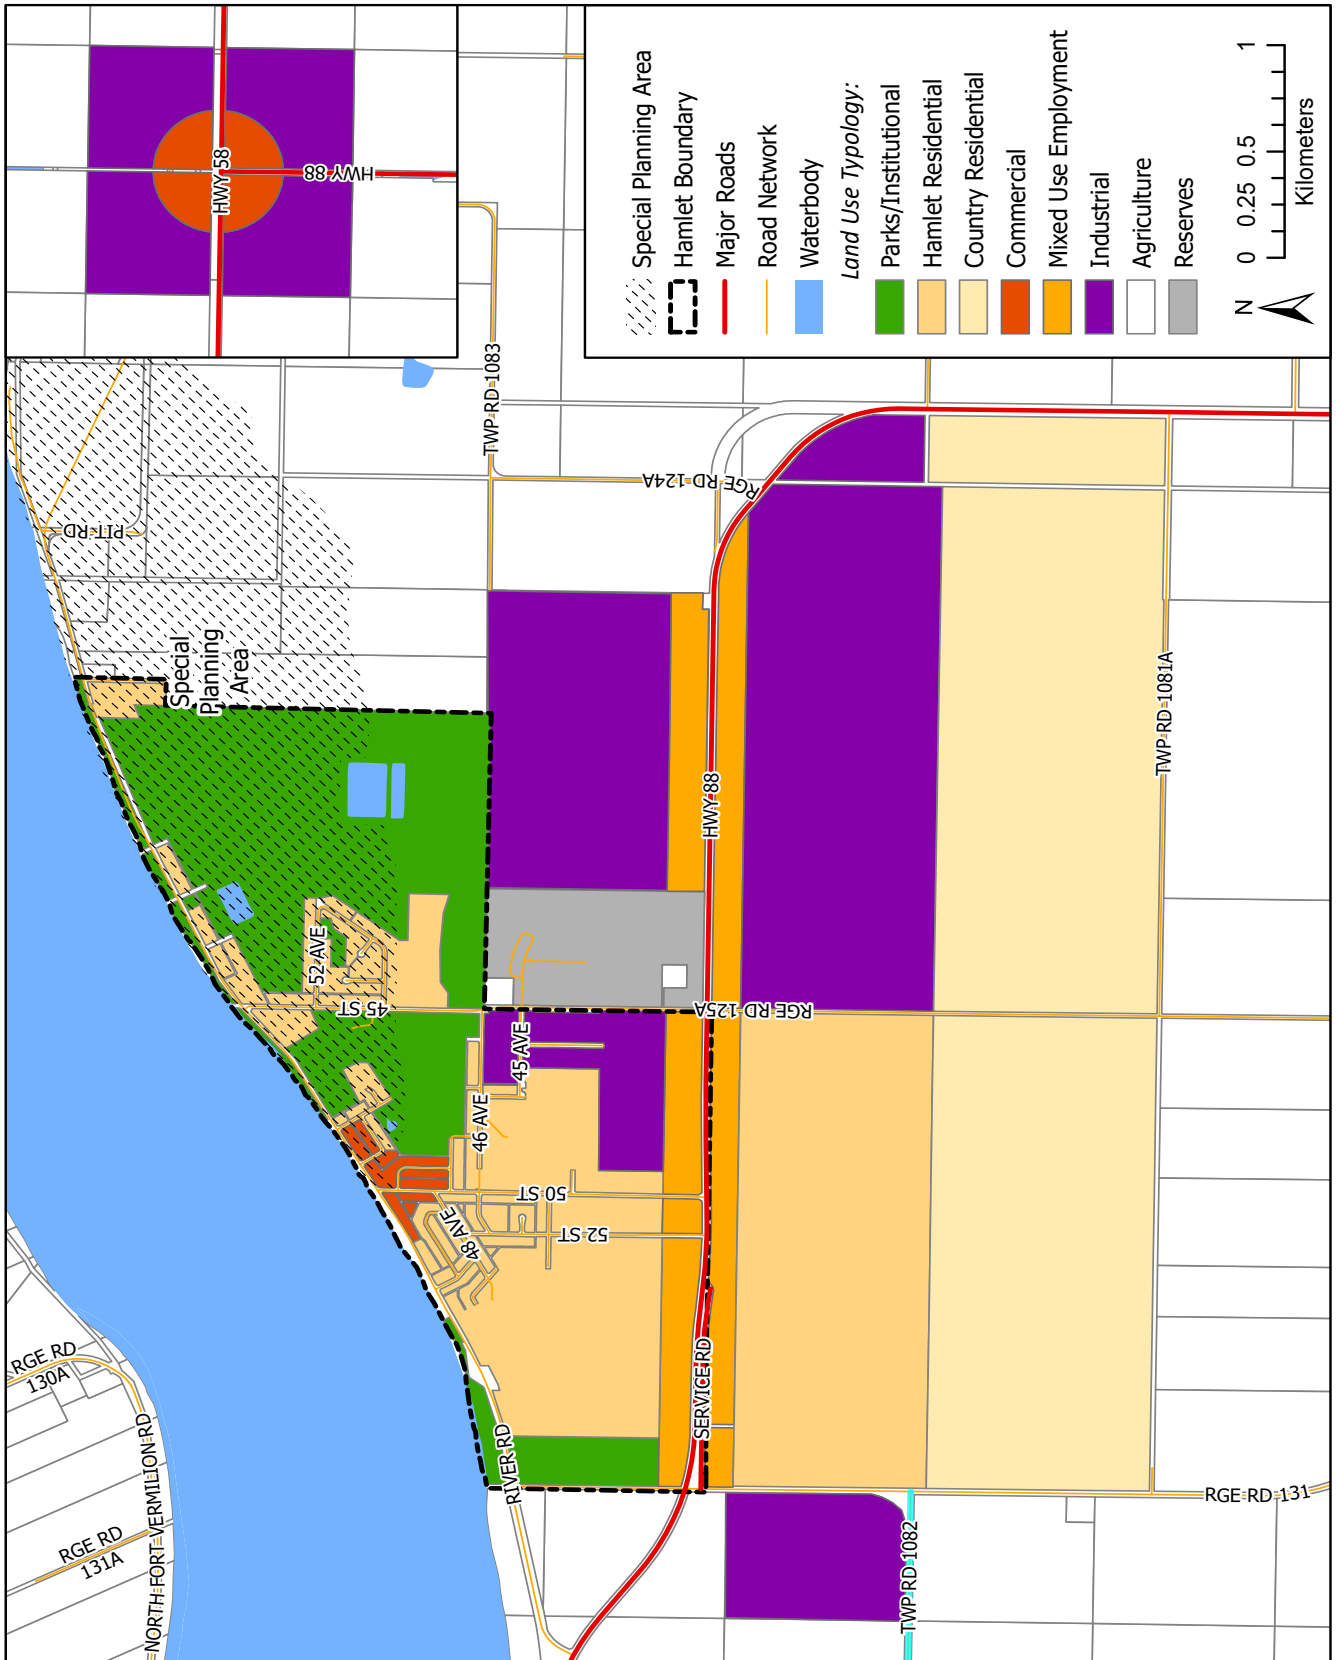 HWY 58
HWY 88
Special Planning Area
Hamlet Boundary
Major Roads
Road Network
Waterbody
Land Use Typology:
Parks/Institutional
Hamlet Residential
Country Residential
Commercial
Mixed Use Employment
Industrial
Agriculture
Reserves
N
0 0.25 0.5 1
Kilometers
TWP RD 1083
RGE RD 124A
PIT RD
Special
Planning
Area
HWY 88
TWP RD 1081A
52 AVE
45 ST
RGE RD 125A
45 AVE
46 AVE
50 ST
52 ST
48 AVE
SERVICE RD
RIVER RD
RGE RD 131
TWP RD 1082
RGE RD
130A
RGE RD
131A
NORTH FORT VERMILION RD